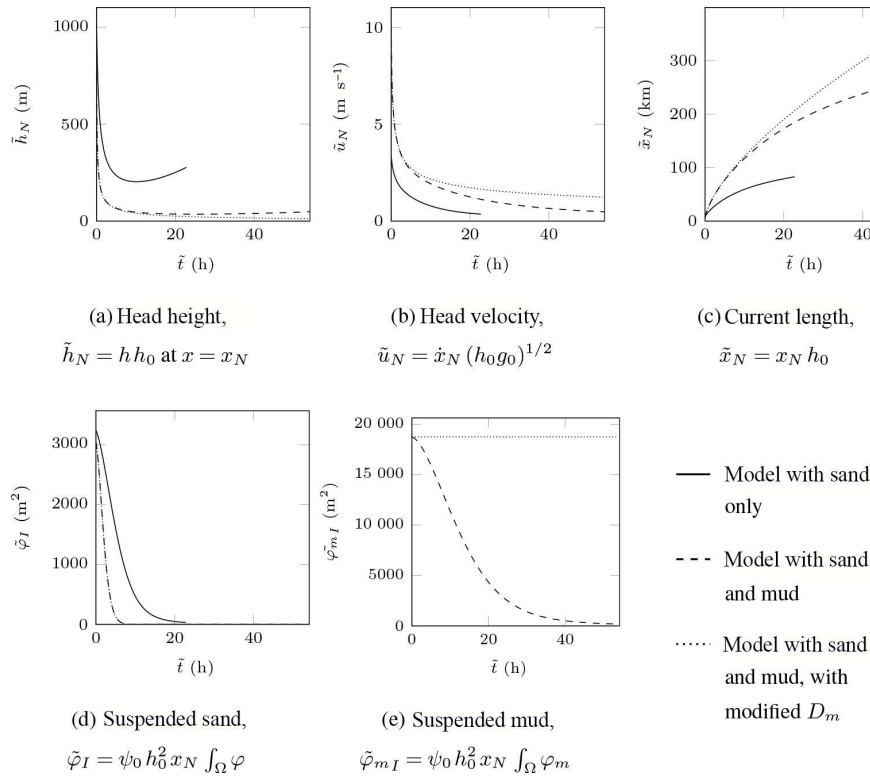 1000
500
0
h̃_N (m)
0 20 40
t̃ (h)
(a) Head height,
h̃_N = h h_0 at x = x_N
10
5
0
ũ_N (m s⁻¹)
0 20 40
t̃ (h)
(b) Head velocity,
ũ_N = ẋ_N (h_0 g_0)^{1/2}
300
200
100
0
x̃_N (km)
0 20 40
t̃ (h)
(c) Current length,
x̃_N = x_N h_0
3000
2000
1000
0
φ̃_I (m²)
0 20 40
t̃ (h)
(d) Suspended sand,
φ̃_I = ψ_0 h_0^2 x_N ∫_Ω φ
20 000
15 000
10 000
5000
0
φ̃_{m I} (m²)
0 20 40
t̃ (h)
(e) Suspended mud,
φ̃_{m I} = ψ_0 h_0^2 x_N ∫_Ω φ_m
Model with sand
only
Model with sand
and mud
Model with sand
and mud, with
modified D_m